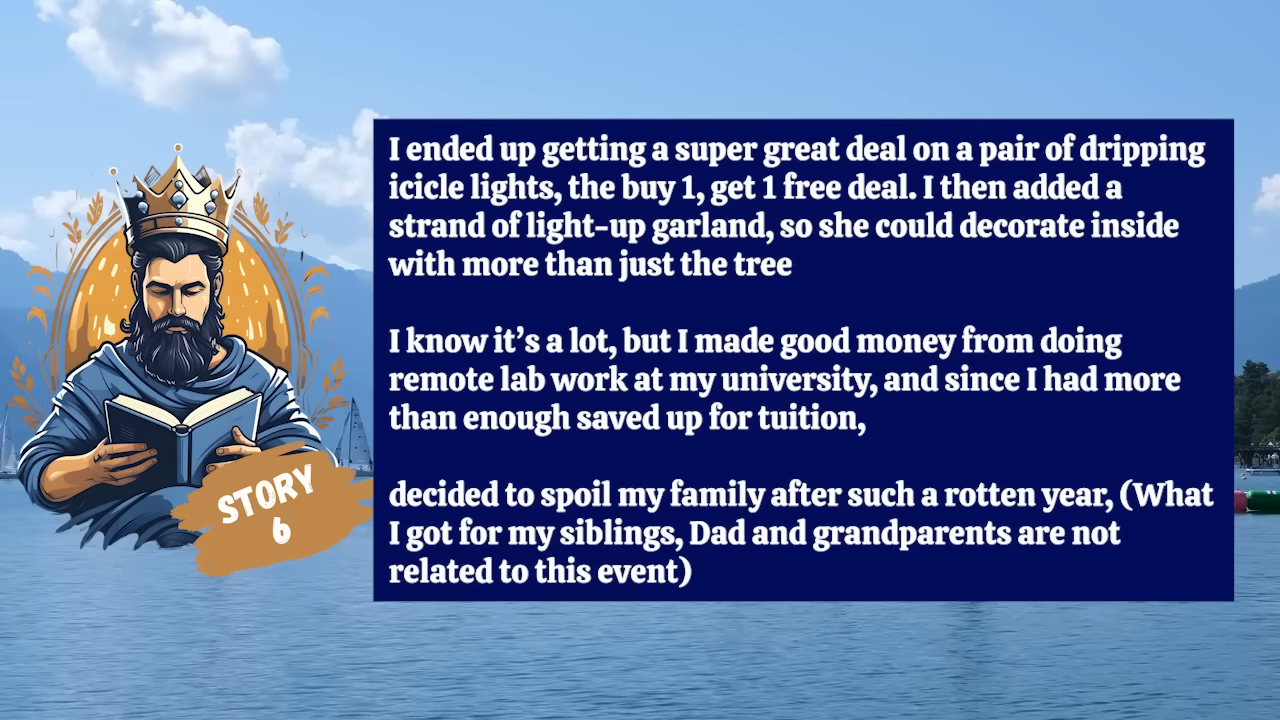 I ended up getting a super great deal on a pair of dripping
icicle lights, the buy 1, get 1 free deal. I then added a
strand of light-up garland, so she could decorate inside
with more than just the tree
I know it’s a lot, but I made good money from doing
remote lab work at my university, and since I had more
than enough saved up for tuition,
decided to spoil my family after such a rotten year, (What
I got for my siblings, Dad and grandparents are not
related to this event)
STORY
6